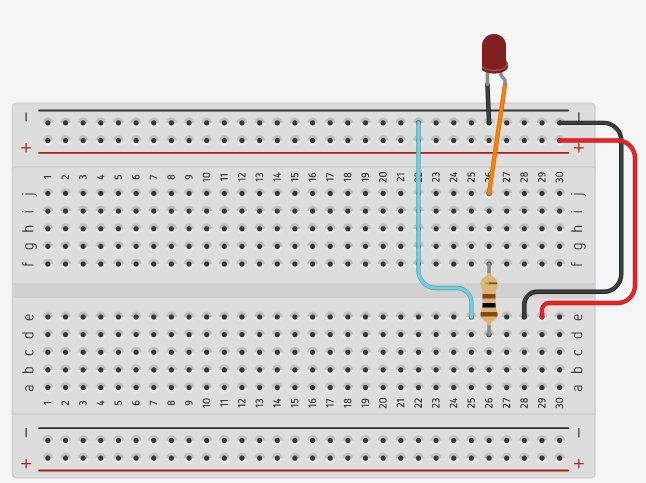 − −
+ +
1 2 3 4 5 6 7 8 9 10 11 12 13 14 15 16 17 18 19 20 21 22 23 24 25 26 27 28 29 30
j j
i i
h h
g g
f f
e e
d d
c c
b b
a a
1 2 3 4 5 6 7 8 9 10 11 12 13 14 15 16 17 18 19 20 21 22 23 24 25 26 27 28 29 30
− −
+ +